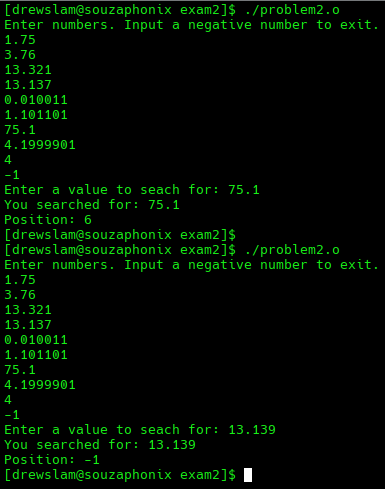 [drewslam@souzaphonix exam2]$ ./problem2.o
Enter numbers. Input a negative number to exit.
1.75
3.76
13.321
13.137
0.010011
1.101101
75.1
4.1999901
4
-1
Enter a value to seach for: 75.1
You searched for: 75.1
Position: 6
[drewslam@souzaphonix exam2]$
[drewslam@souzaphonix exam2]$ ./problem2.o
Enter numbers. Input a negative number to exit.
1.75
3.76
13.321
13.137
0.010011
1.101101
75.1
4.1999901
4
-1
Enter a value to seach for: 13.139
You searched for: 13.139
Position: -1
[drewslam@souzaphonix exam2]$